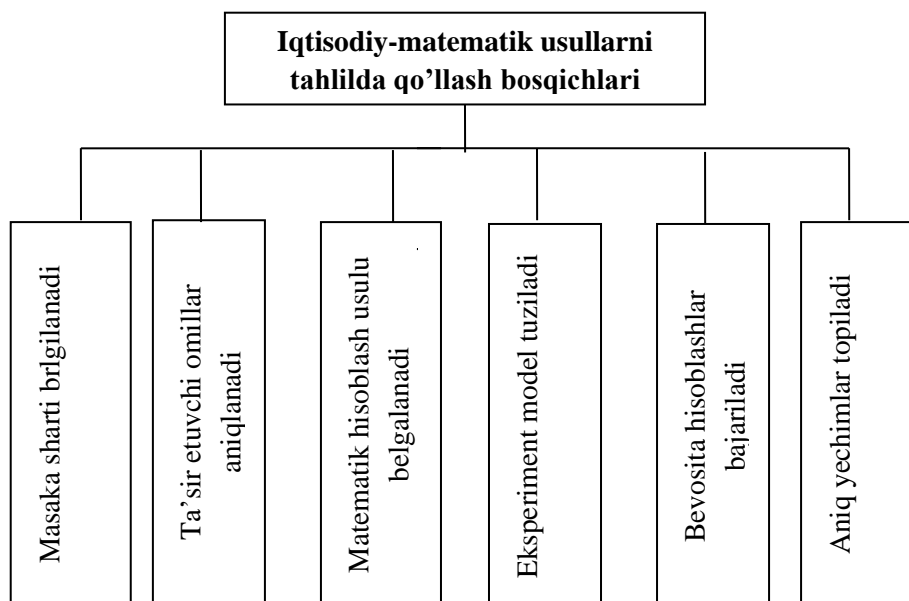 Iqtisodiy-matematik usullarni
tahlilda qo’llash bosqichlari
Masaka sharti brlgilanadi
Ta’sir etuvchi omillar
aniqlanadi
Matematik hisoblash usulu
belgalanadi
Eksperiment model tuziladi
Bevosita hisoblashlar
bajariladi
Aniq yechimlar topiladi